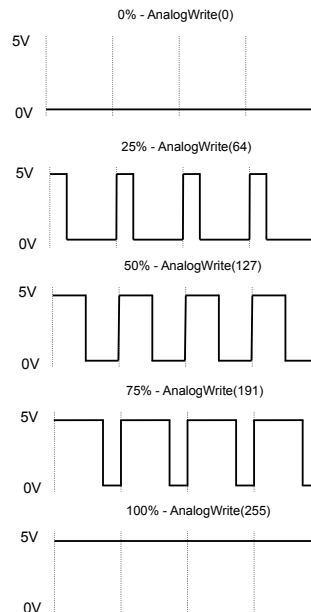 0% - AnalogWrite(0)
5V
0V
25% - AnalogWrite(64)
5V
0V
50% - AnalogWrite(127)
5V
0V
75% - AnalogWrite(191)
5V
0V
100% - AnalogWrite(255)
5V
0V